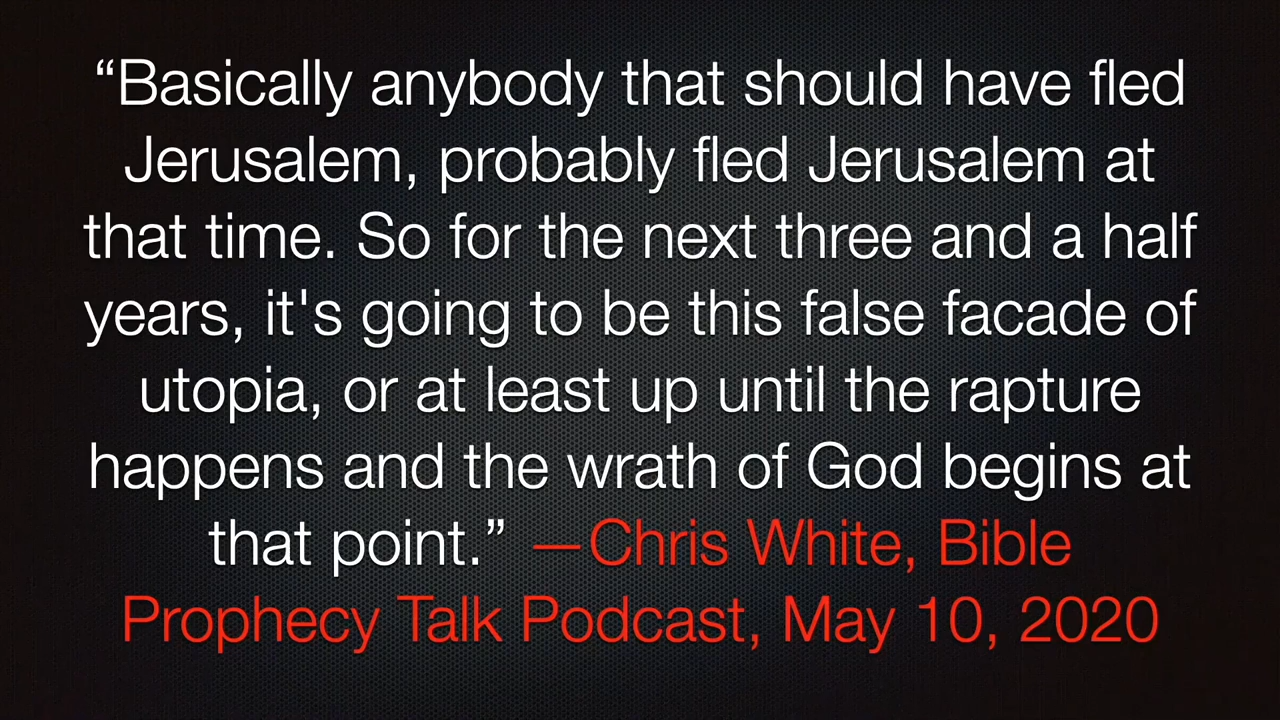 “Basically anybody that should have fled
Jerusalem, probably fled Jerusalem at
that time. So for the next three and a half
years, it's going to be this false facade of
utopia, or at least up until the rapture
happens and the wrath of God begins at
that point.” —Chris White, Bible
Prophecy Talk Podcast, May 10, 2020